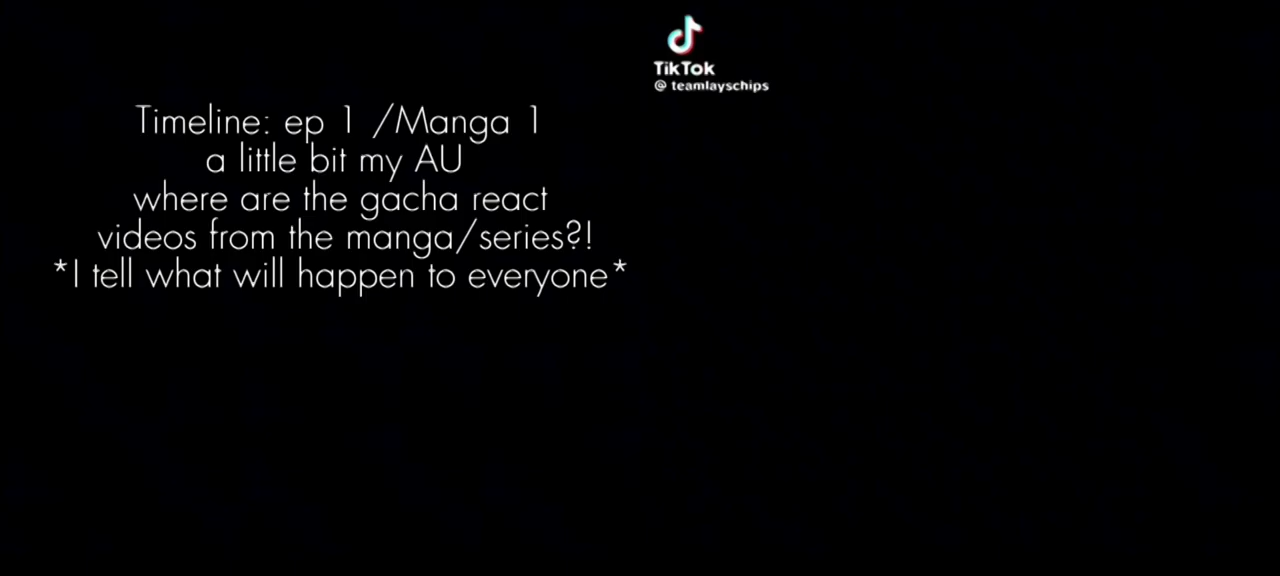 TikTok
@ teamlayschips
Timeline: ep 1 /Manga 1
a little bit my AU
where are the gacha react
videos from the manga/series?!
*I tell what will happen to everyone*